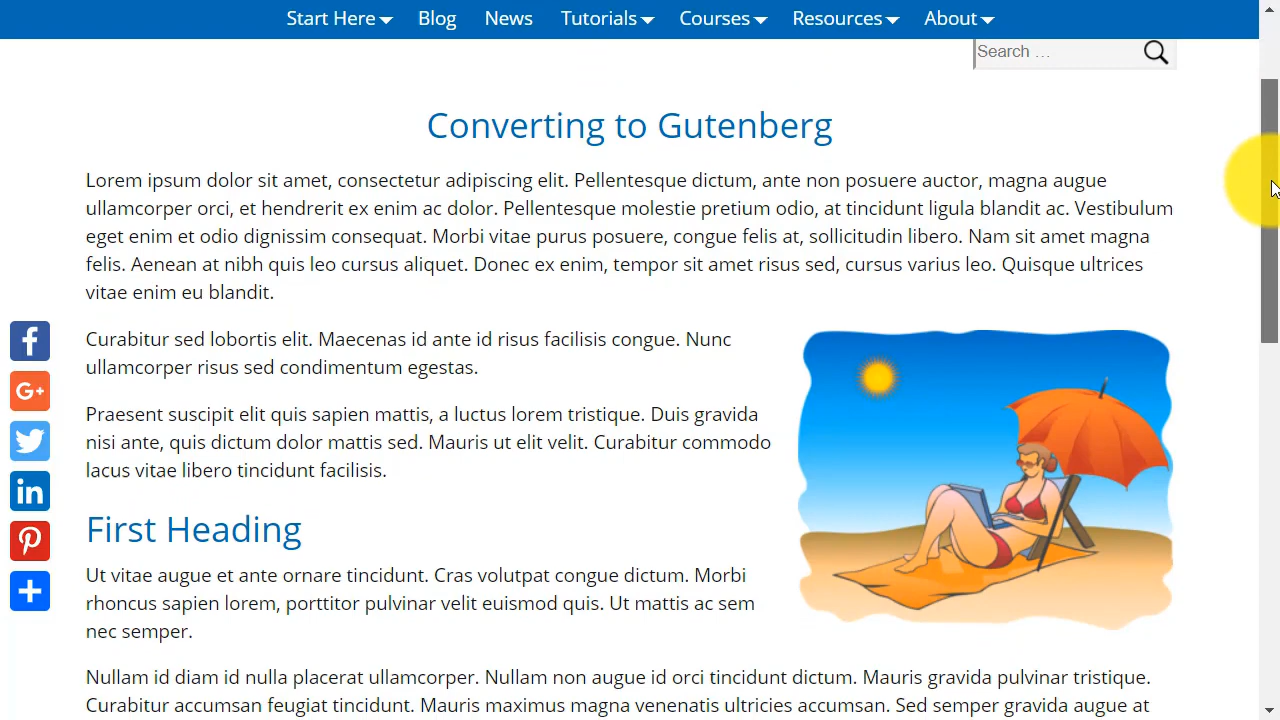 Start Here Blog News Tutorials Courses Resources About
Search ...
Converting to Gutenberg
Lorem ipsum dolor sit amet, consectetur adipiscing elit. Pellentesque dictum, ante non posuere auctor, magna augue
ullamcorper orci, et hendrerit ex enim ac dolor. Pellentesque molestie pretium odio, at tincidunt ligula blandit ac. Vestibulum
eget enim et odio dignissim consequat. Morbi vitae purus posuere, congue felis at, sollicitudin libero. Nam sit amet magna
felis. Aenean at nibh quis leo cursus aliquet. Donec ex enim, tempor sit amet risus sed, cursus varius leo. Quisque ultrices
vitae enim eu blandit.
Curabitur sed lobortis elit. Maecenas id ante id risus facilisis congue. Nunc
ullamcorper risus sed condimentum egestas.
Praesent suscipit elit quis sapien mattis, a luctus lorem tristique. Duis gravida
nisi ante, quis dictum dolor mattis sed. Mauris ut elit velit. Curabitur commodo
lacus vitae libero tincidunt facilisis.
First Heading
Ut vitae augue et ante ornare tincidunt. Cras volutpat congue dictum. Morbi
rhoncus sapien lorem, porttitor pulvinar velit euismod quis. Ut mattis ac sem
nec semper.
Nullam id diam id nulla placerat ullamcorper. Nullam non augue id orci tincidunt dictum. Mauris gravida pulvinar tristique.
Curabitur accumsan feugiat tincidunt. Mauris maximus magna venenatis ultricies accumsan. Sed semper gravida augue at